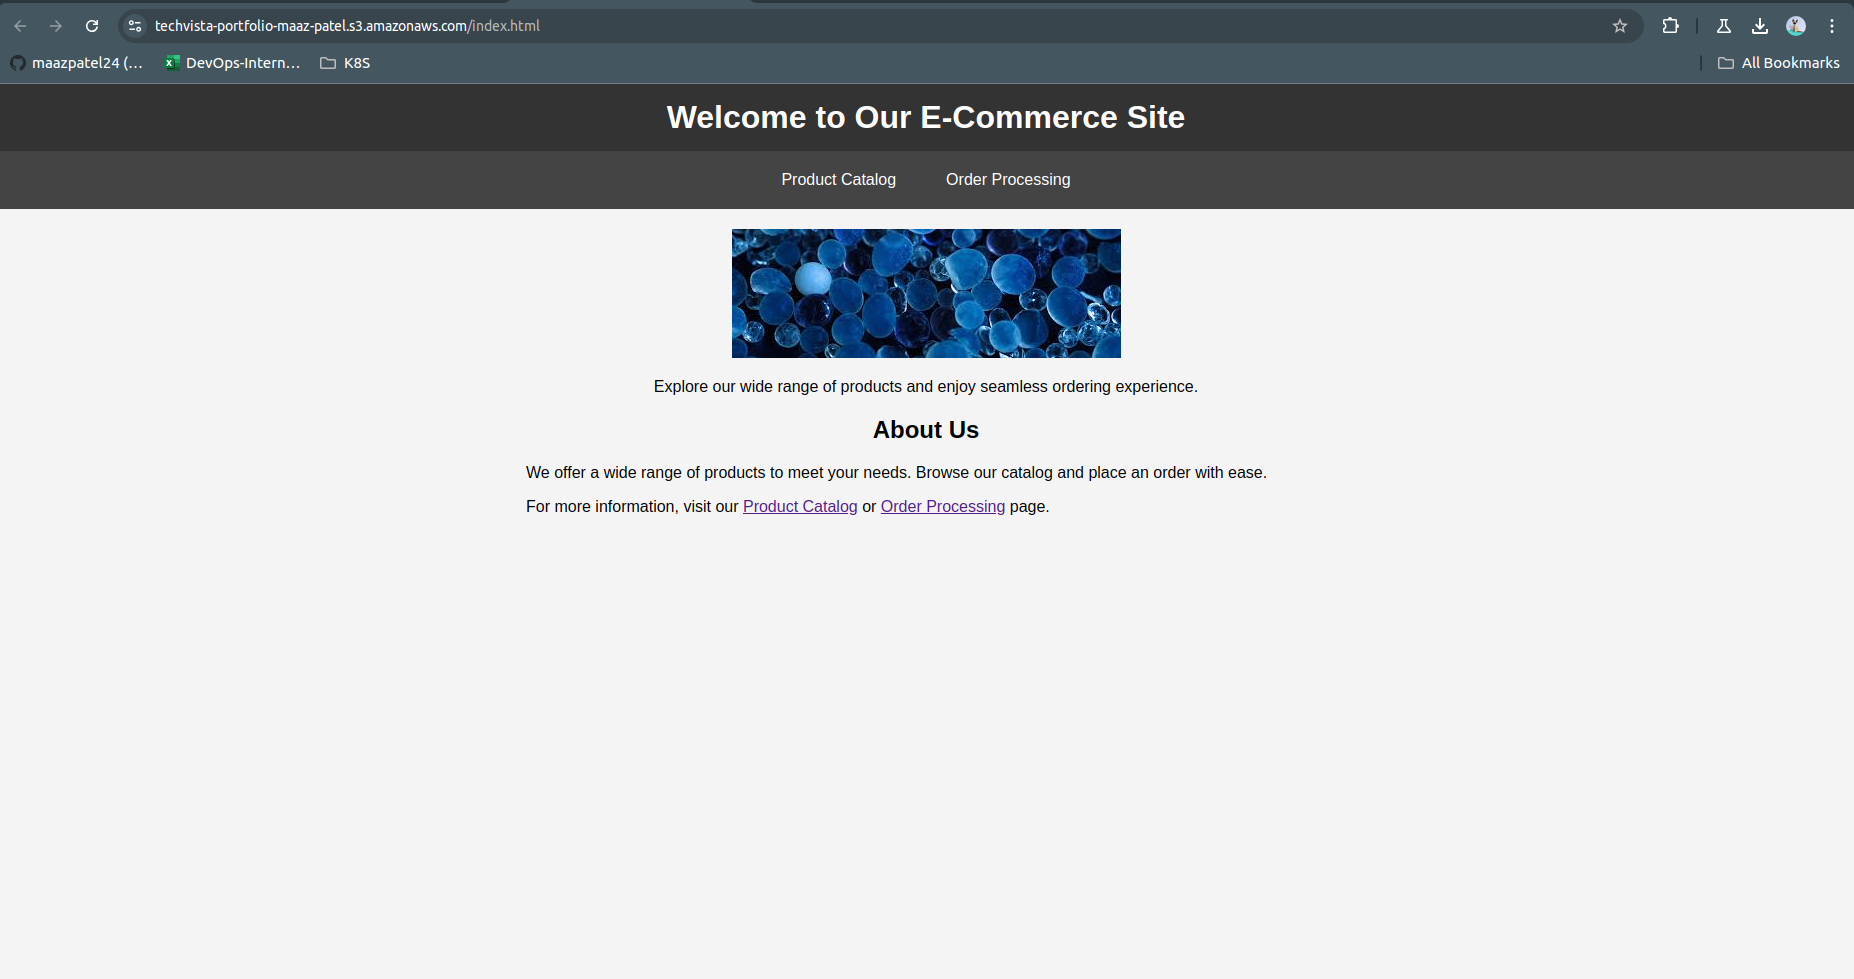 techvista-portfolio-maaz-patel.s3.amazonaws.com/index.html
maazpatel24 (... DevOps-Intern... K8S All Bookmarks
Welcome to Our E-Commerce Site
Product Catalog Order Processing
Explore our wide range of products and enjoy seamless ordering experience.
About Us
We offer a wide range of products to meet your needs. Browse our catalog and place an order with ease.
For more information, visit our Product Catalog or Order Processing page.